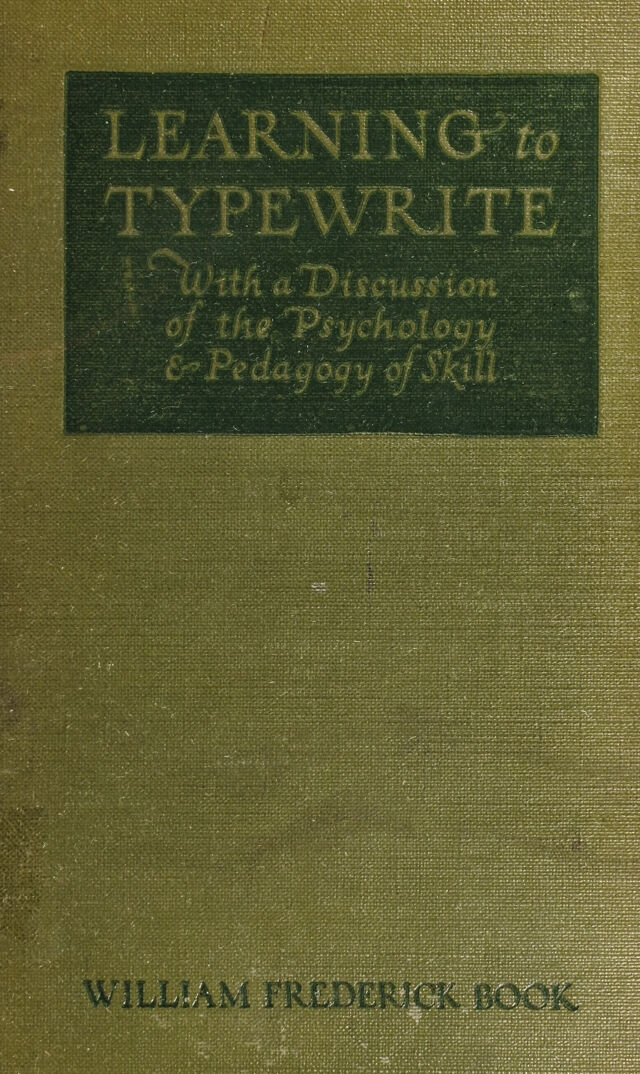 LEARNING to
TYPEWRITE
With a Discussion
of the Psychology
& Pedagogy of Skill
WILLIAM FREDERICK BOOK